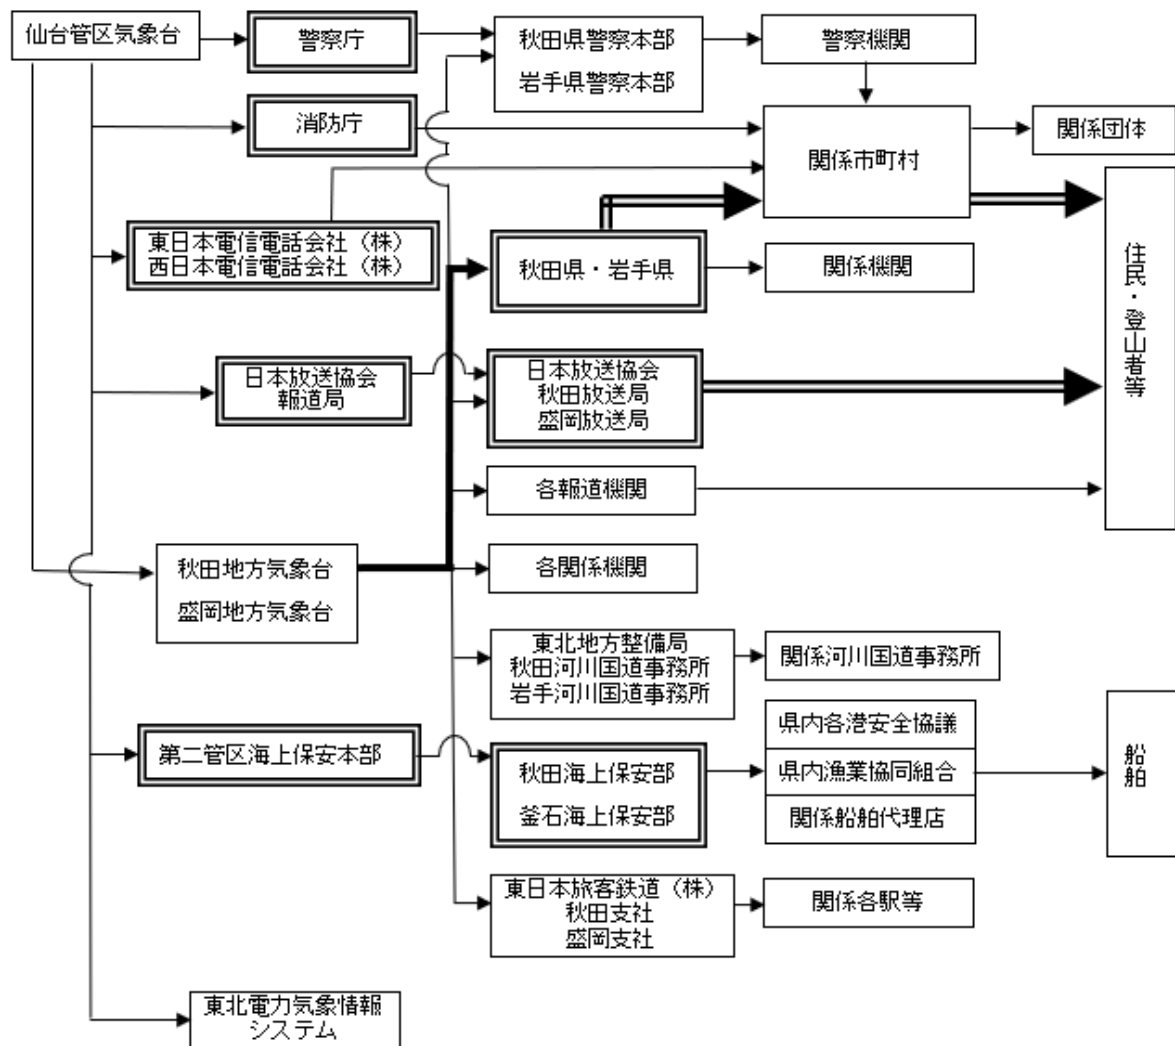 仙台管区気象台
警察庁
秋田県警察本部
岩手県警察本部
警察機関
消防庁
関係市町村
関係団体
東日本電信電話会社（株）
西日本電信電話会社（株）
秋田県・岩手県
関係機関
住民・登山者等
日本放送協会
報道局
日本放送協会
秋田放送局
盛岡放送局
各報道機関
秋田地方気象台
盛岡地方気象台
各関係機関
東北地方整備局
秋田河川国道事務所
岩手河川国道事務所
関係河川国道事務所
第二管区海上保安本部
秋田海上保安部
釜石海上保安部
県内各港安全協議
県内漁業協同組合
関係船舶代理店
船舶
東日本旅客鉄道（株）
秋田支社
盛岡支社
関係各駅等
東北電力気象情報
システム